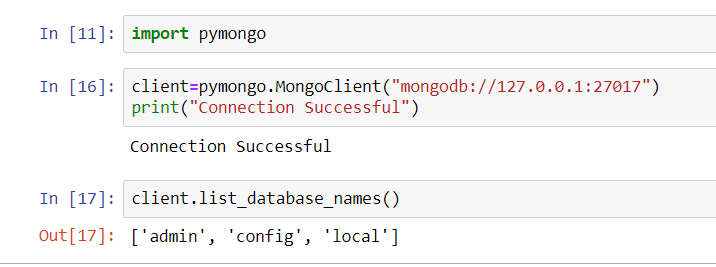 In [11]: import pymongo
In [16]: client=pymongo.MongoClient("mongodb://127.0.0.1:27017")
print("Connection Successful")
Connection Successful
In [17]: client.list_database_names()
Out[17]: ['admin', 'config', 'local']